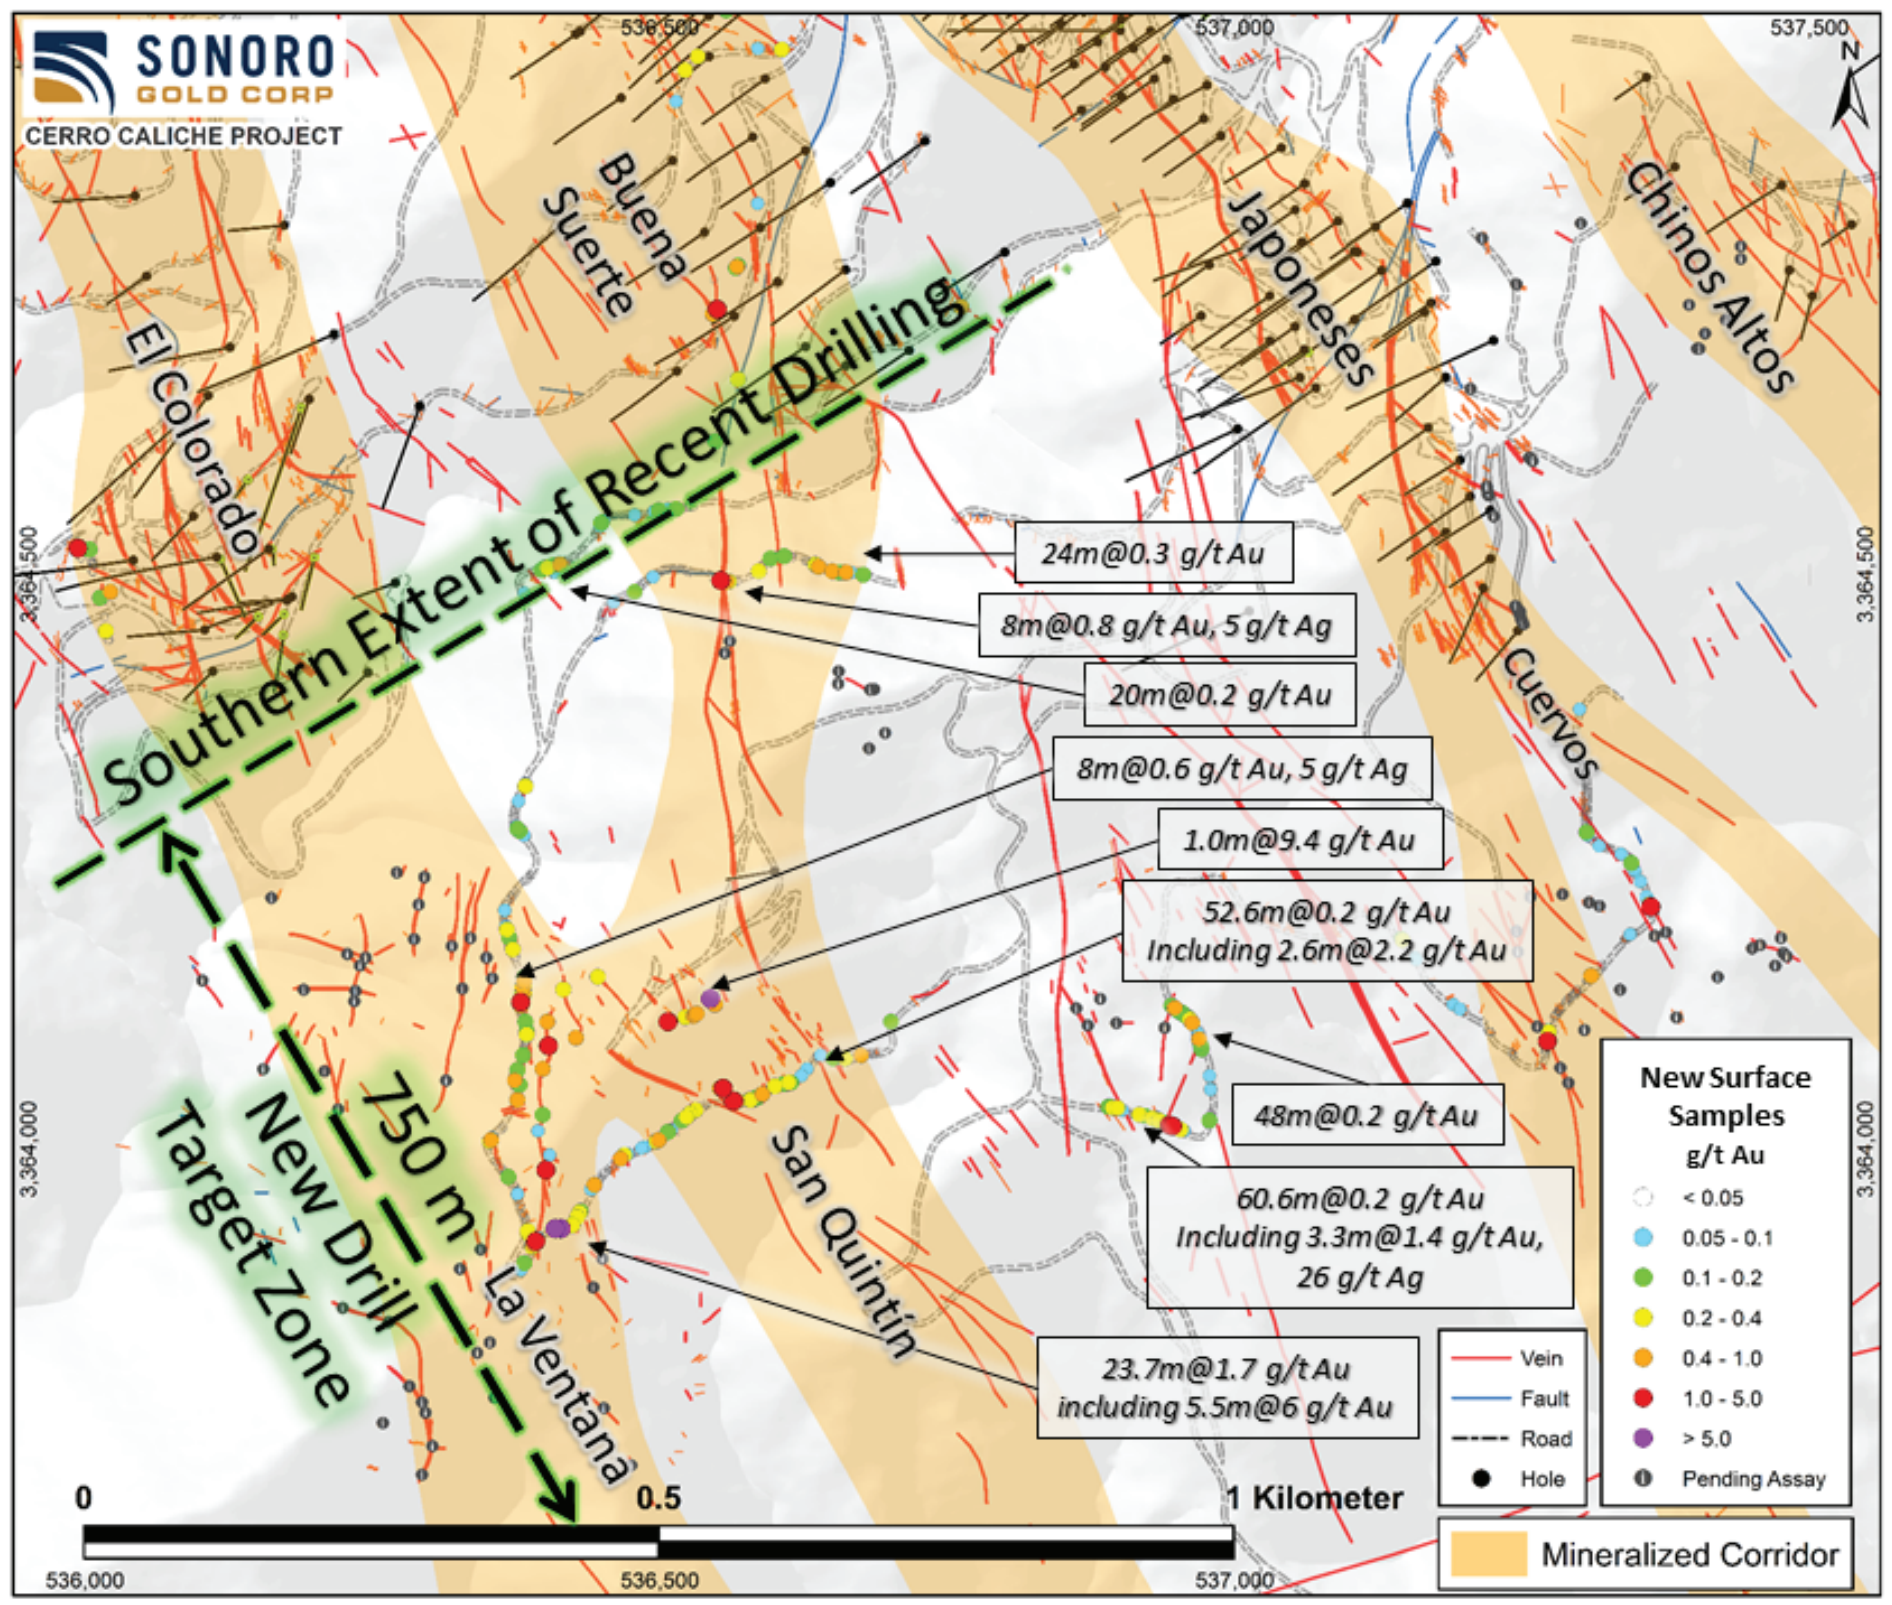 536,500
537,000
537,500
N
SONORO
GOLD CORP
CERRO CALICHE PROJECT
Buena
Suerte
Japoneses
Chinos Altos
El Colorado
Southern Extent of Recent Drilling
3,364,500
3,364,500
24m@0.3 g/t Au
8m@0.8 g/t Au, 5 g/t Ag
20m@0.2 g/t Au
Cuervos
8m@0.6 g/t Au, 5 g/t Ag
1.0m@9.4 g/t Au
52.6m@0.2 g/t Au
Including 2.6m@2.2 g/t Au
750 m
New Drill
Target Zone
3,364,000
3,364,000
48m@0.2 g/t Au
San Quintín
60.6m@0.2 g/t Au
Including 3.3m@1.4 g/t Au,
26 g/t Ag
La Ventana
23.7m@1.7 g/t Au
including 5.5m@6 g/t Au
New Surface
Samples
g/t Au
< 0.05
0.05 - 0.1
0.1 - 0.2
0.2 - 0.4
0.4 - 1.0
1.0 - 5.0
> 5.0
Pending Assay
Vein
Fault
Road
Hole
Mineralized Corridor
0
0.5
1 Kilometer
536,000
536,500
537,000